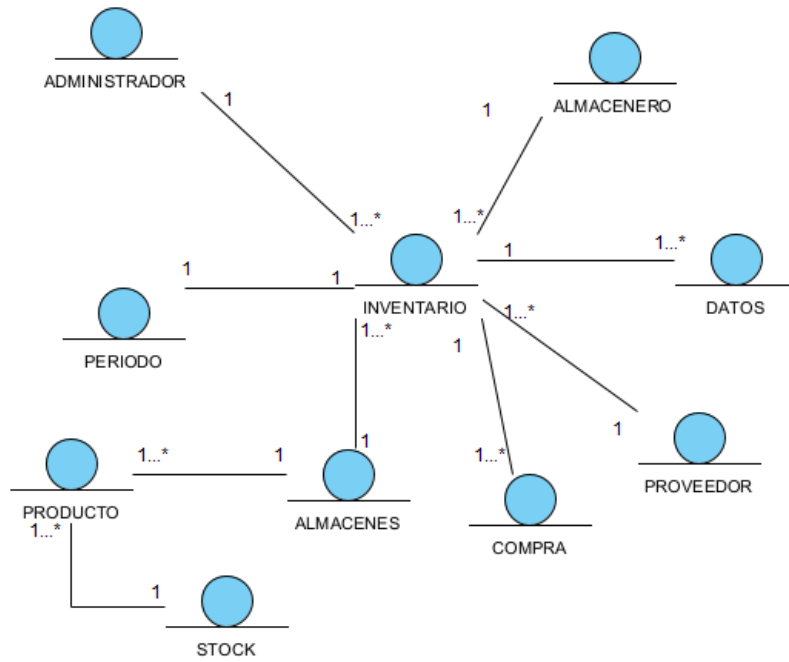 ADMINISTRADOR
1
ALMACENERO
1
1...*
1...*
1
1...*
1
1
INVENTARIO
DATOS
1...*
1...*
1
PERIODO
1
1
1...*
1
1...*
PROVEEDOR
PRODUCTO
ALMACENES
COMPRA
1...*
1
STOCK